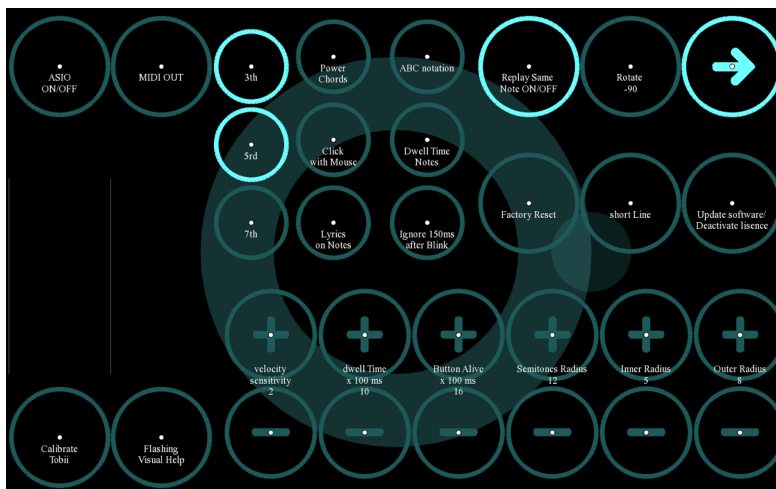 ASIO
ON/OFF
MIDI OUT
3th
Power
Chords
ABC notation
Replay Same
Note ON/OFF
Rotate
-90
5rd
Click
with Mouse
Dwell Time
Notes
7th
Lyrics
on Notes
Ignore 150ms
after Blink
Factory Reset
short Line
Update software/
Deactivate lisence
velocity
sensitivity
2
dwell Time
x 100 ms
10
Button Alive
x 100 ms
16
Semitones Radius
12
Inner Radius
5
Outer Radius
8
Calibrate
Tobii
Flashing
Visual Help